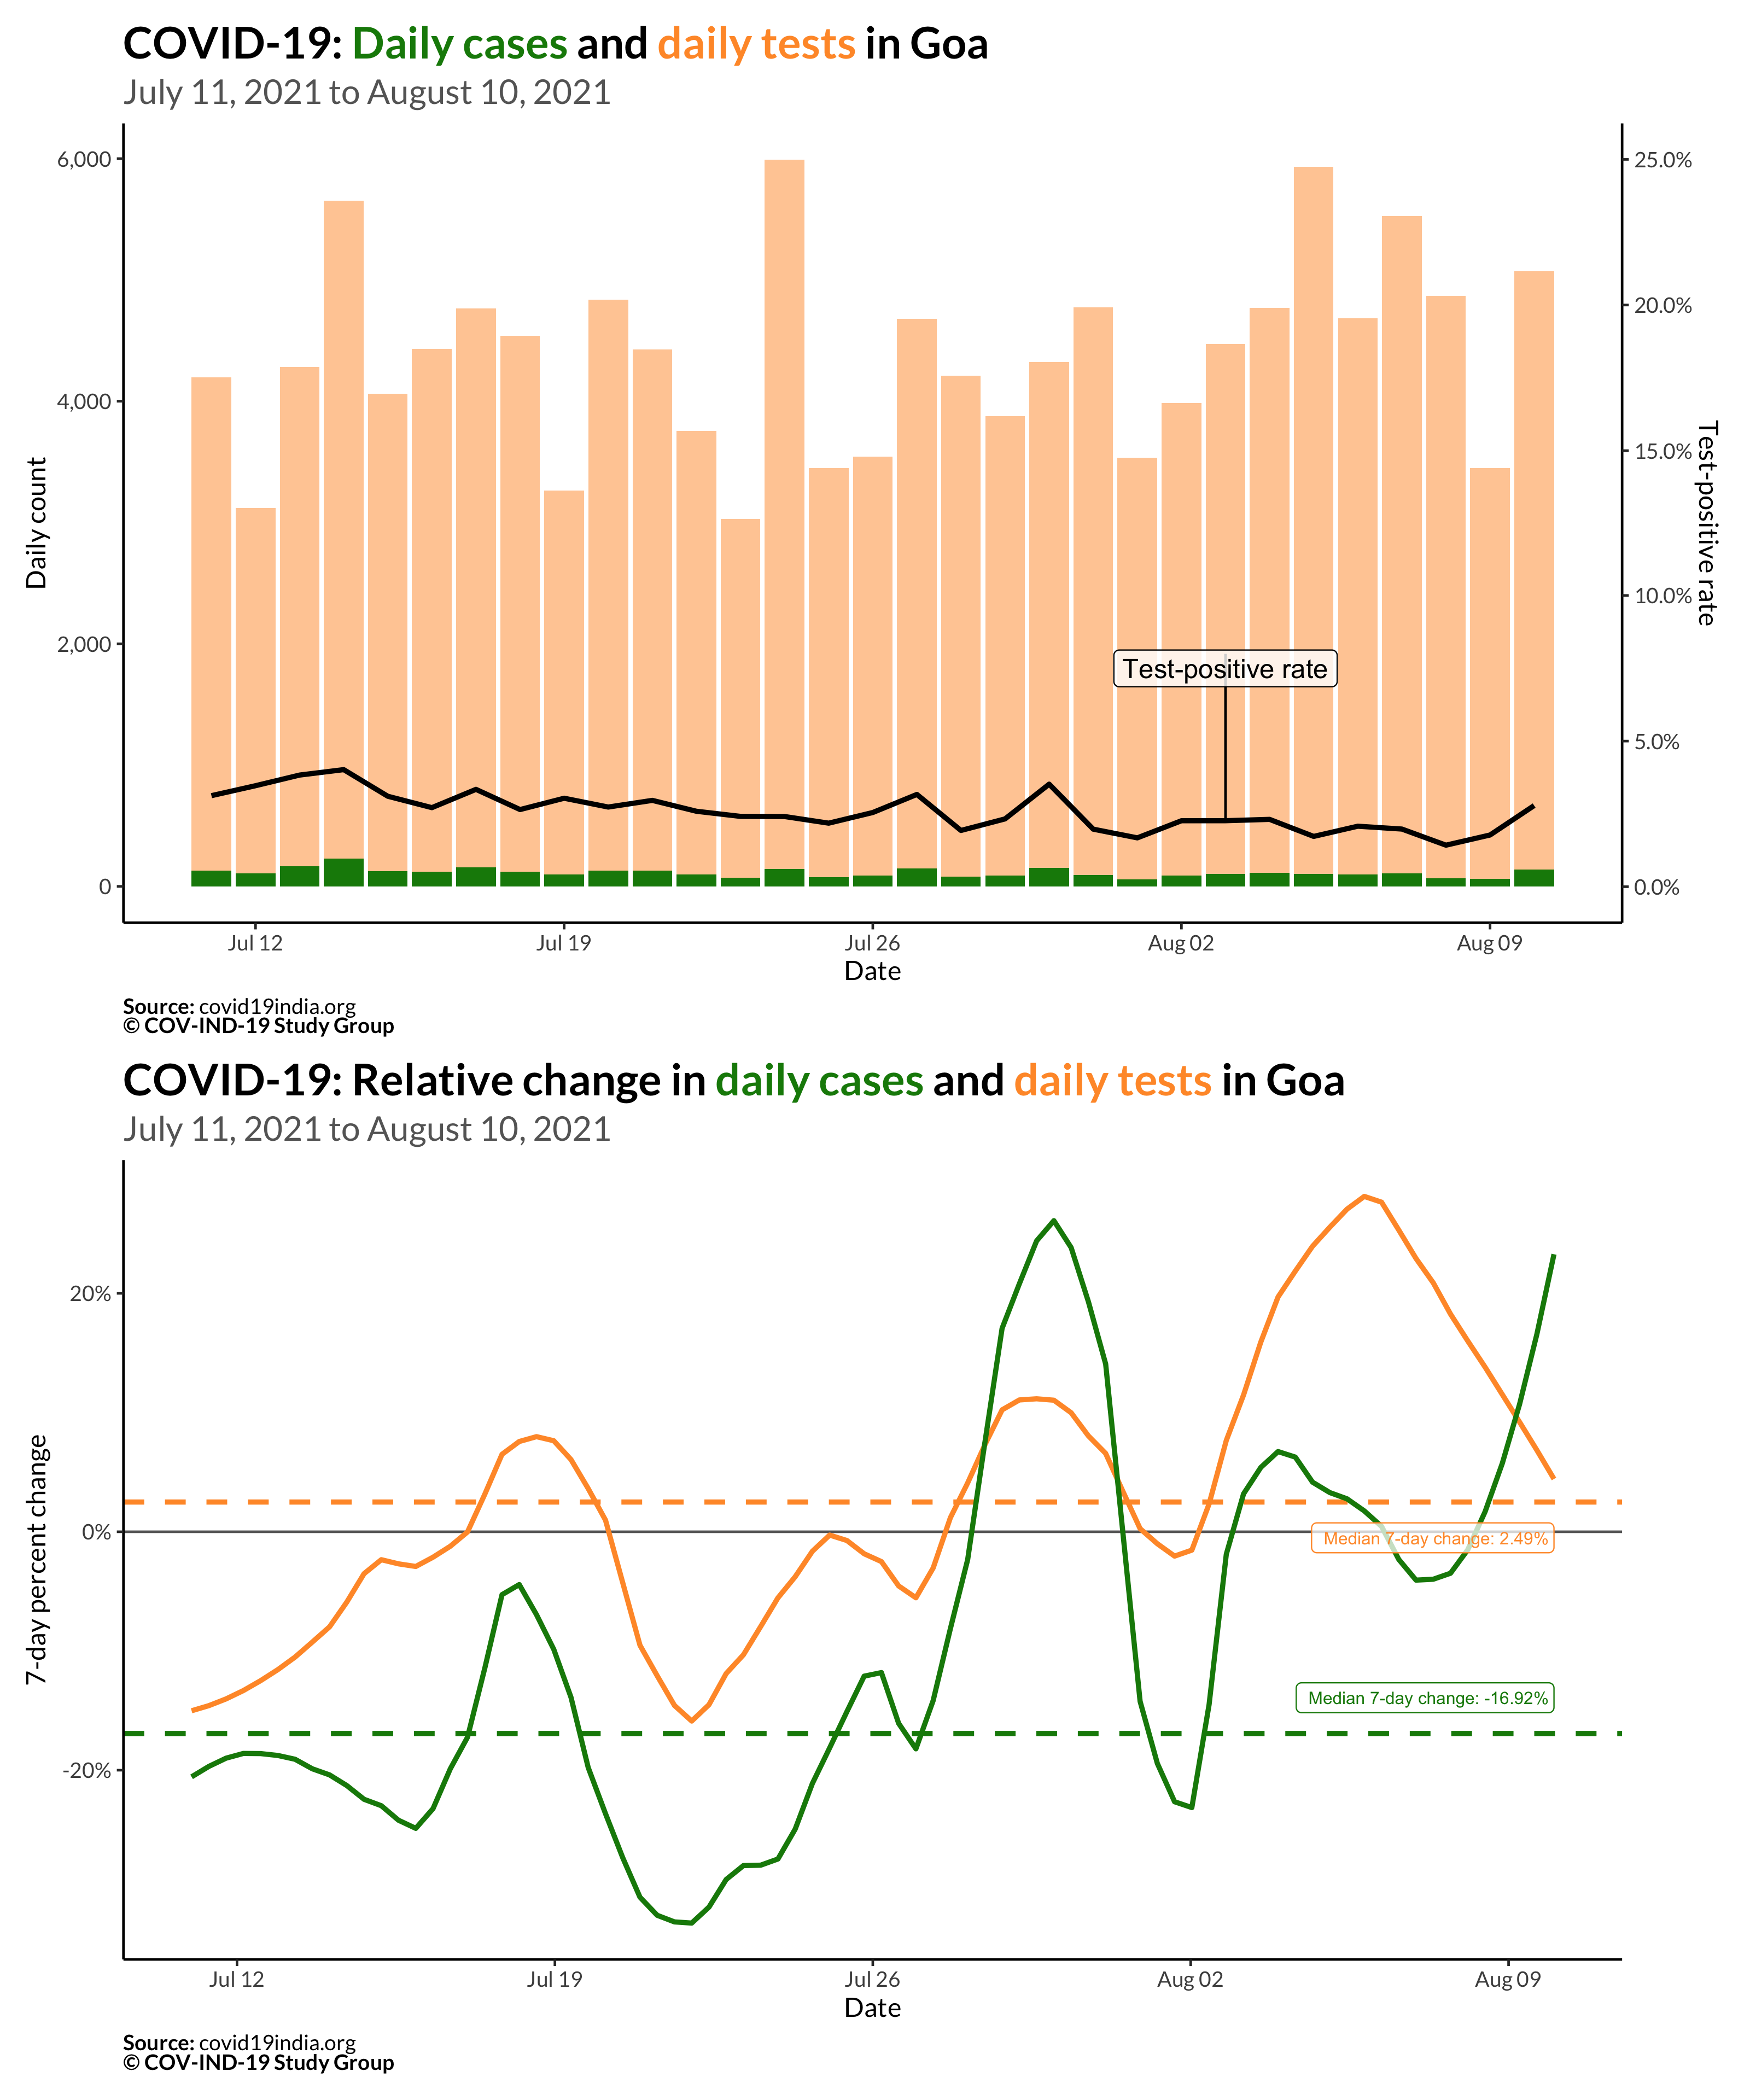 COVID-19: Daily cases and daily tests in Goa
July 11, 2021 to August 10, 2021
6,000
4,000
2,000
0
Daily count
25.0%
20.0%
15.0%
10.0%
5.0%
0.0%
Test-positive rate
Test-positive rate
Jul 12
Jul 19
Jul 26
Aug 02
Aug 09
Date
Source: covid19india.org
© COV-IND-19 Study Group
COVID-19: Relative change in daily cases and daily tests in Goa
July 11, 2021 to August 10, 2021
20%
0%
-20%
7-day percent change
Median 7-day change: 2.49%
Median 7-day change: -16.92%
Jul 12
Jul 19
Jul 26
Aug 02
Aug 09
Date
Source: covid19india.org
© COV-IND-19 Study Group